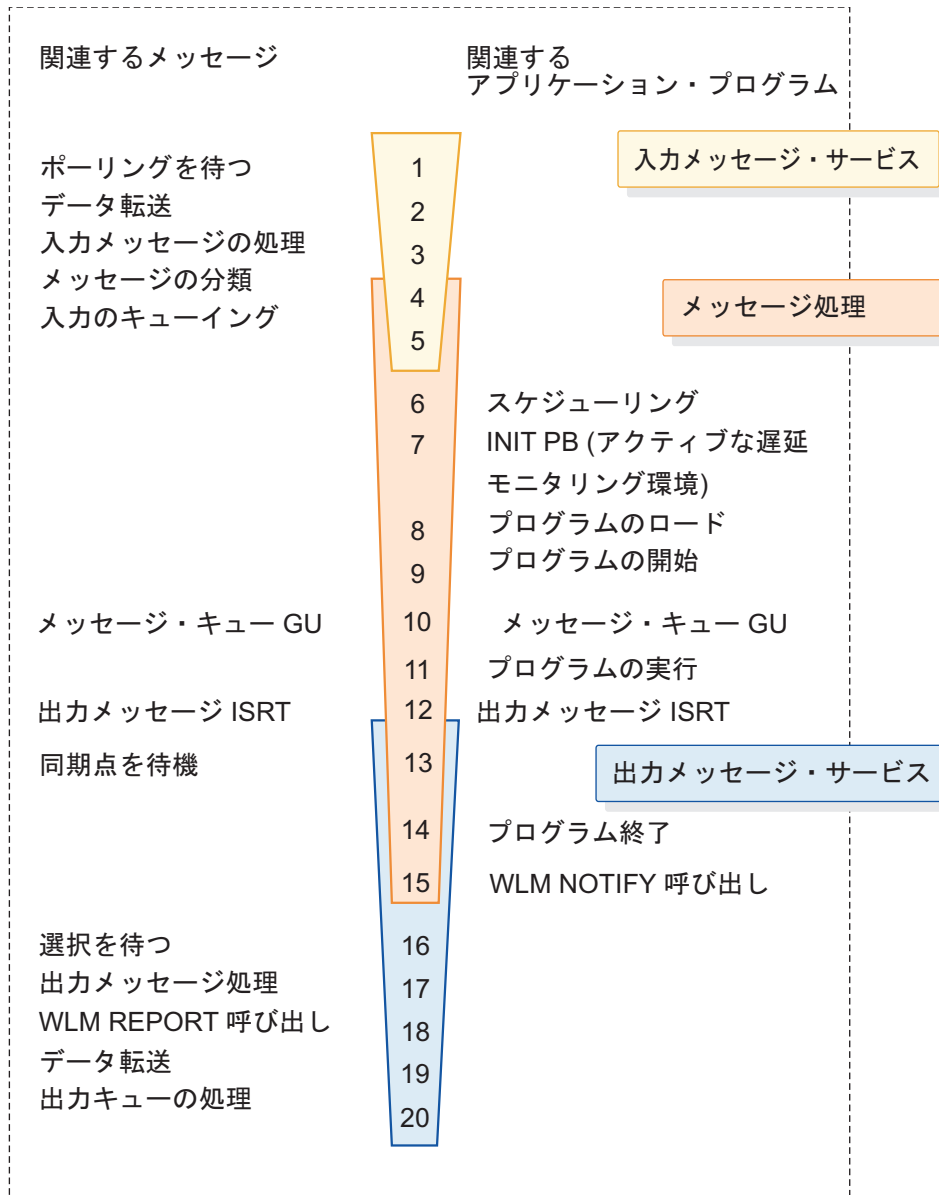 関連するメッセージ
関連する
アプリケーション・プログラム
入力メッセージ・サービス
ポーリングを待つ
1
データ転送
2
入力メッセージの処理
3
メッセージの分類
4
メッセージ処理
入力のキューイング
5
6
スケジューリング
7
INIT PB (アクティブな遅延
モニタリング環境)
8
プログラムのロード
9
プログラムの開始
メッセージ・キュー GU
10
メッセージ・キュー GU
11
プログラムの実行
出力メッセージ ISRT
12
出力メッセージ ISRT
同期点を待機
13
出力メッセージ・サービス
14
プログラム終了
15
WLM NOTIFY 呼び出し
選択を待つ
16
出力メッセージ処理
17
WLM REPORT 呼び出し
18
データ転送
19
出力キューの処理
20